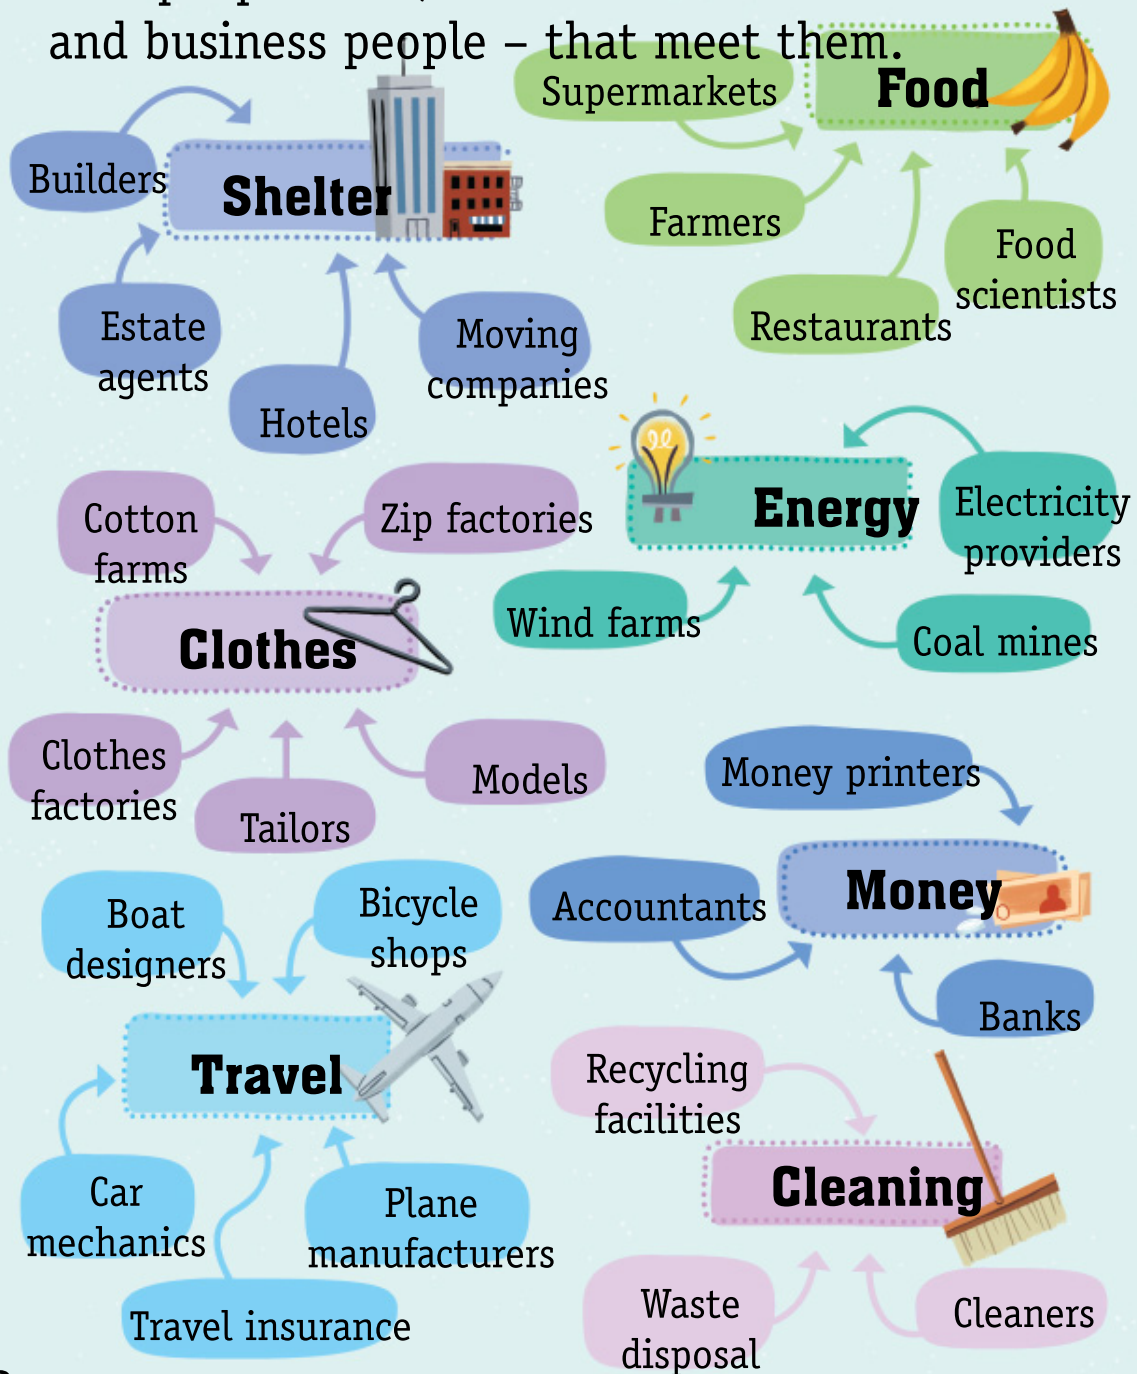 and business people – that meet them.
Supermarkets
Food
Builders
Shelter
Farmers
Food
scientists
Restaurants
Estate
agents
Moving
companies
Hotels
Cotton
farms
Zip factories
Energy
Electricity
providers
Wind farms
Coal mines
Clothes
Clothes
factories
Tailors
Models
Money printers
Money
Accountants
Banks
Boat
designers
Bicycle
shops
Travel
Car
mechanics
Plane
manufacturers
Travel insurance
Recycling
facilities
Cleaning
Waste
disposal
Cleaners